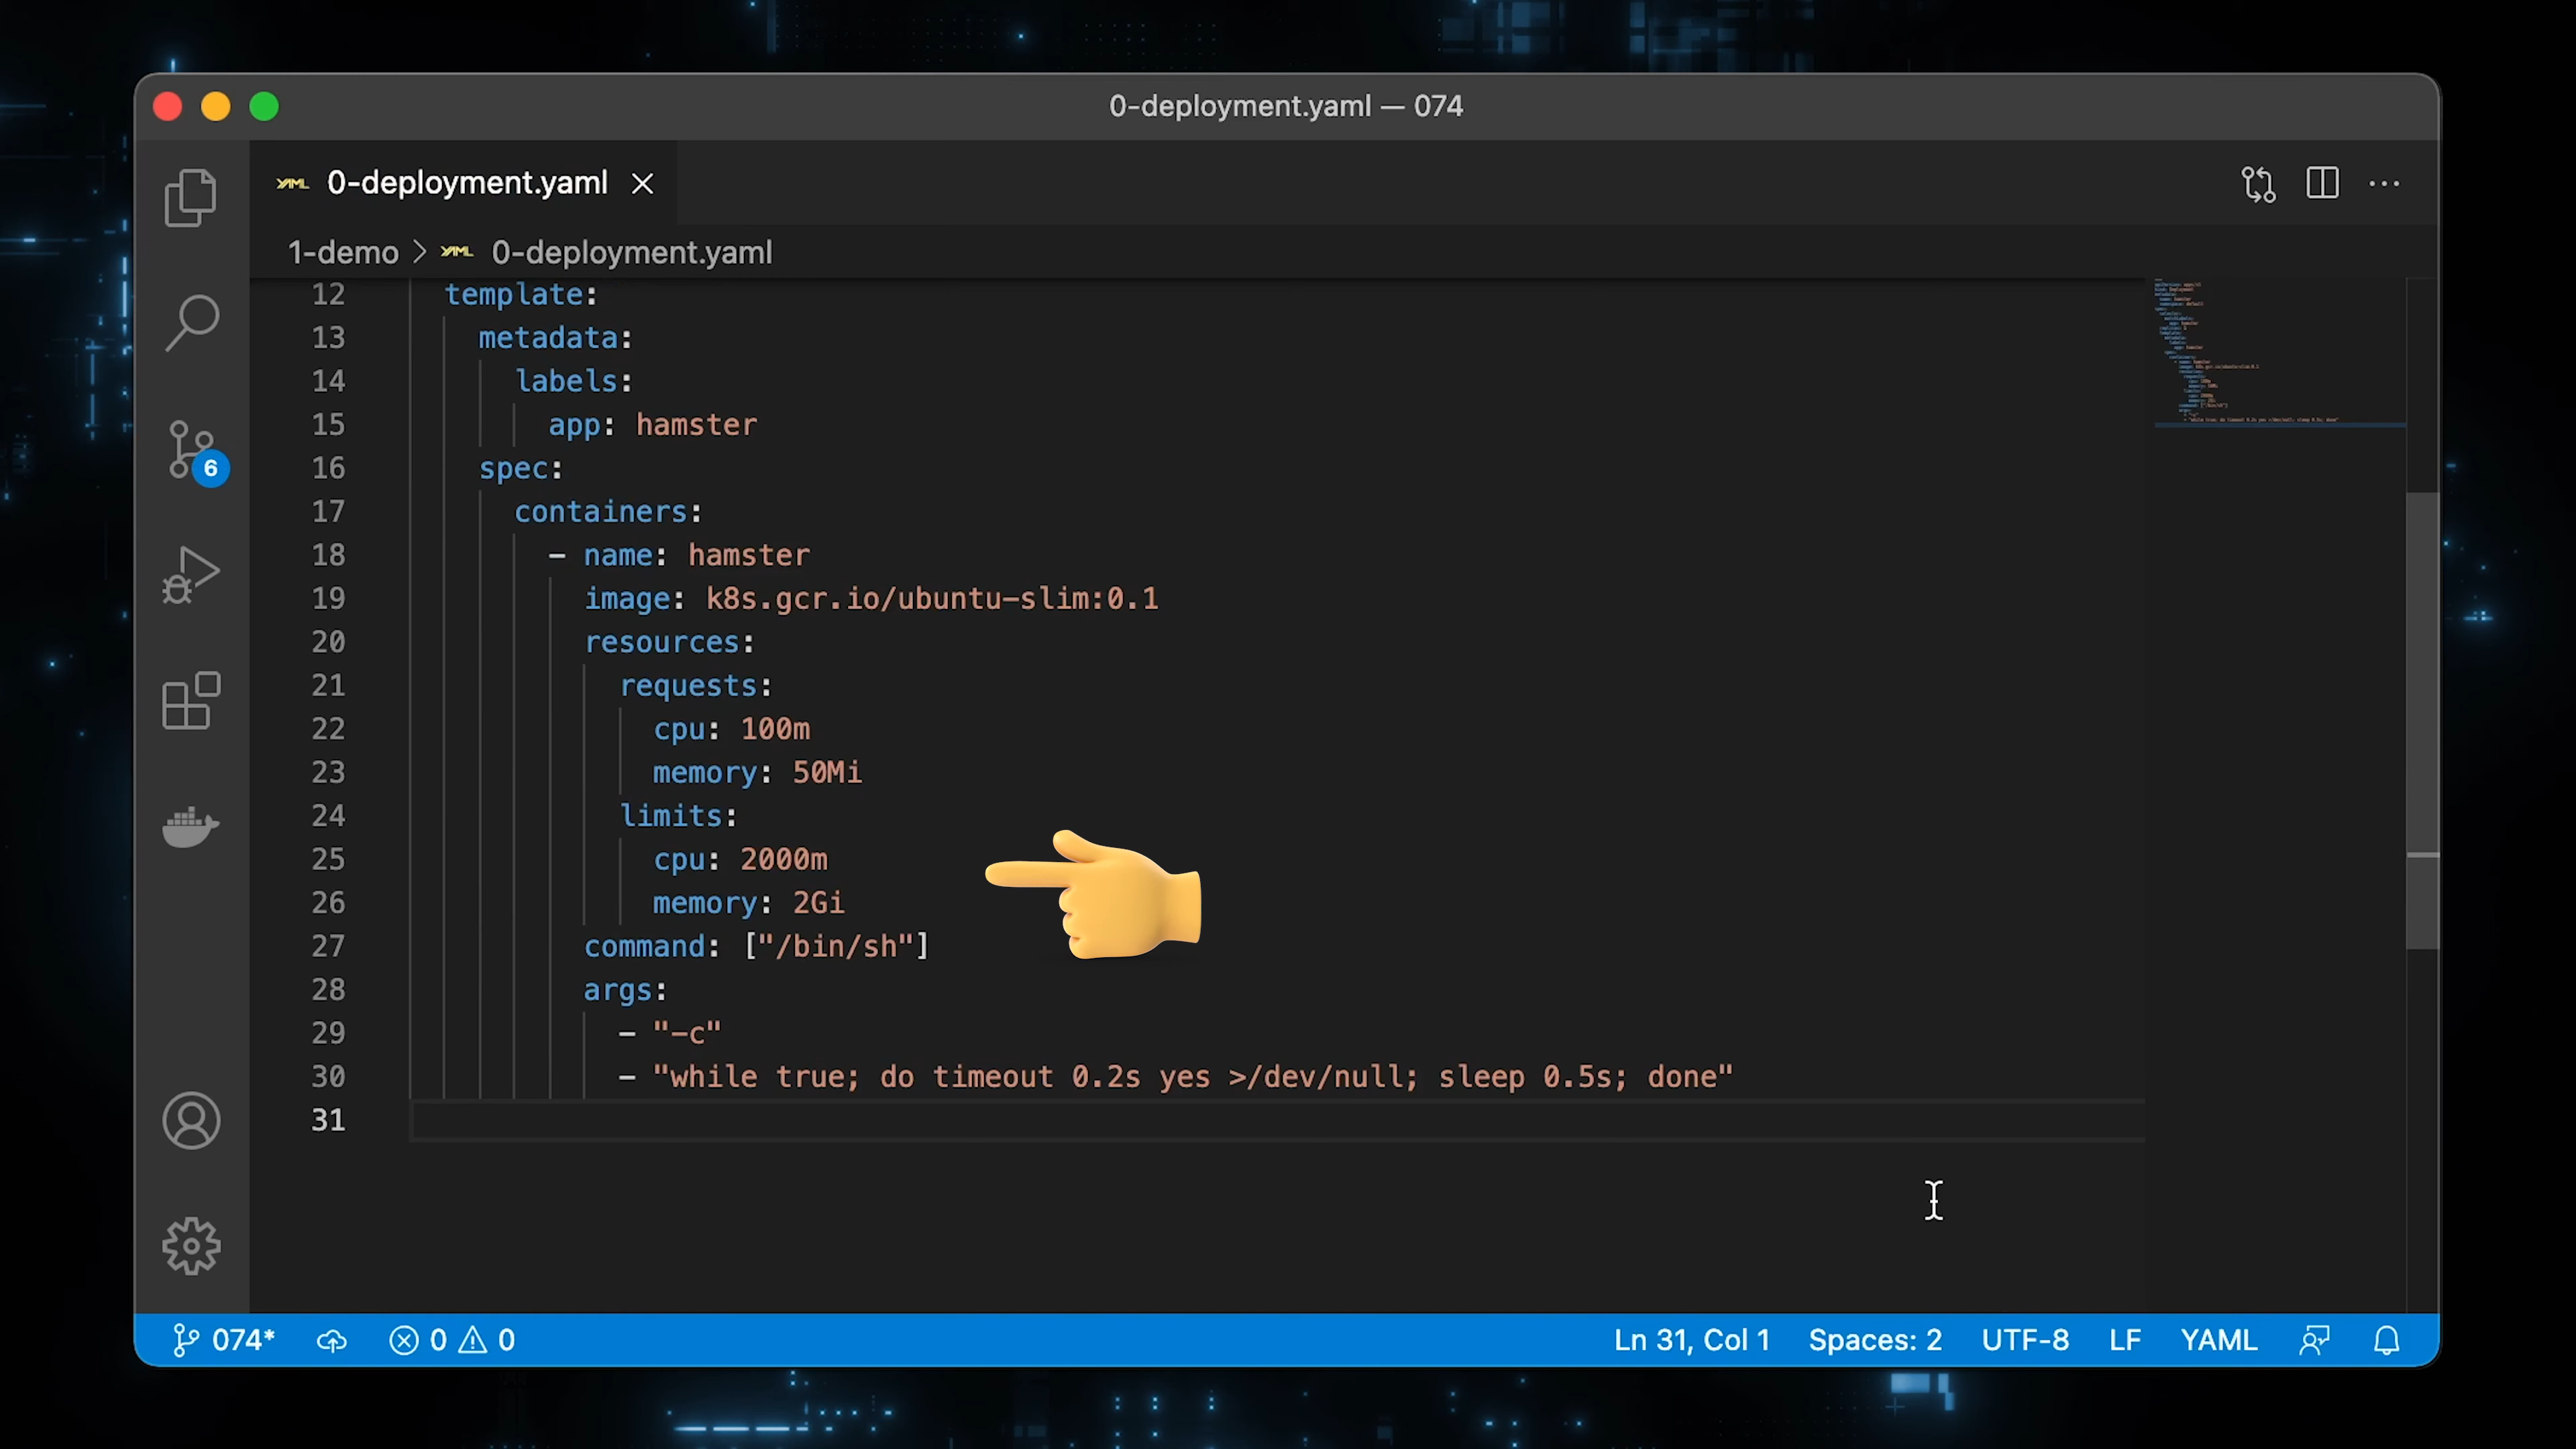 0-deployment.yaml — 074
YAML 0-deployment.yaml
1-demo > YAML 0-deployment.yaml
12 template:
13 metadata:
14 labels:
15 app: hamster
16 spec:
17 containers:
18 - name: hamster
19 image: k8s.gcr.io/ubuntu-slim:0.1
20 resources:
21 requests:
22 cpu: 100m
23 memory: 50Mi
24 limits:
25 cpu: 2000m
26 memory: 2Gi
27 command: ["/bin/sh"]
28 args:
29 - "-c"
30 - "while true; do timeout 0.2s yes >/dev/null; sleep 0.5s; done"
31
6
074* 0 0 Ln 31, Col 1 Spaces: 2 UTF-8 LF YAML